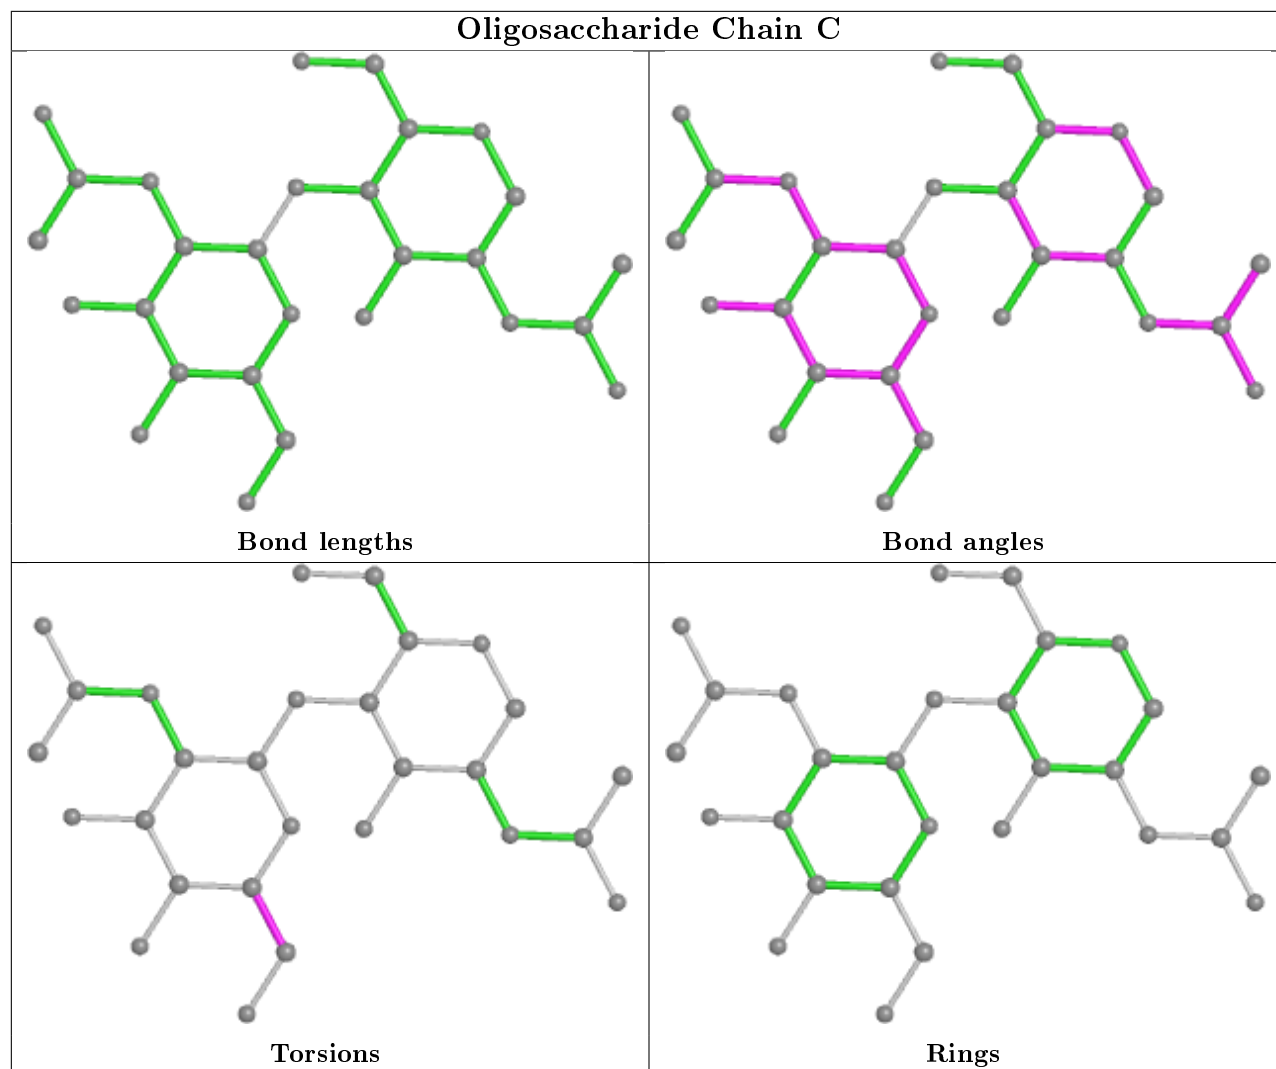 Oligosaccharide Chain C
Bond lengths
Bond angles
Torsions
Rings